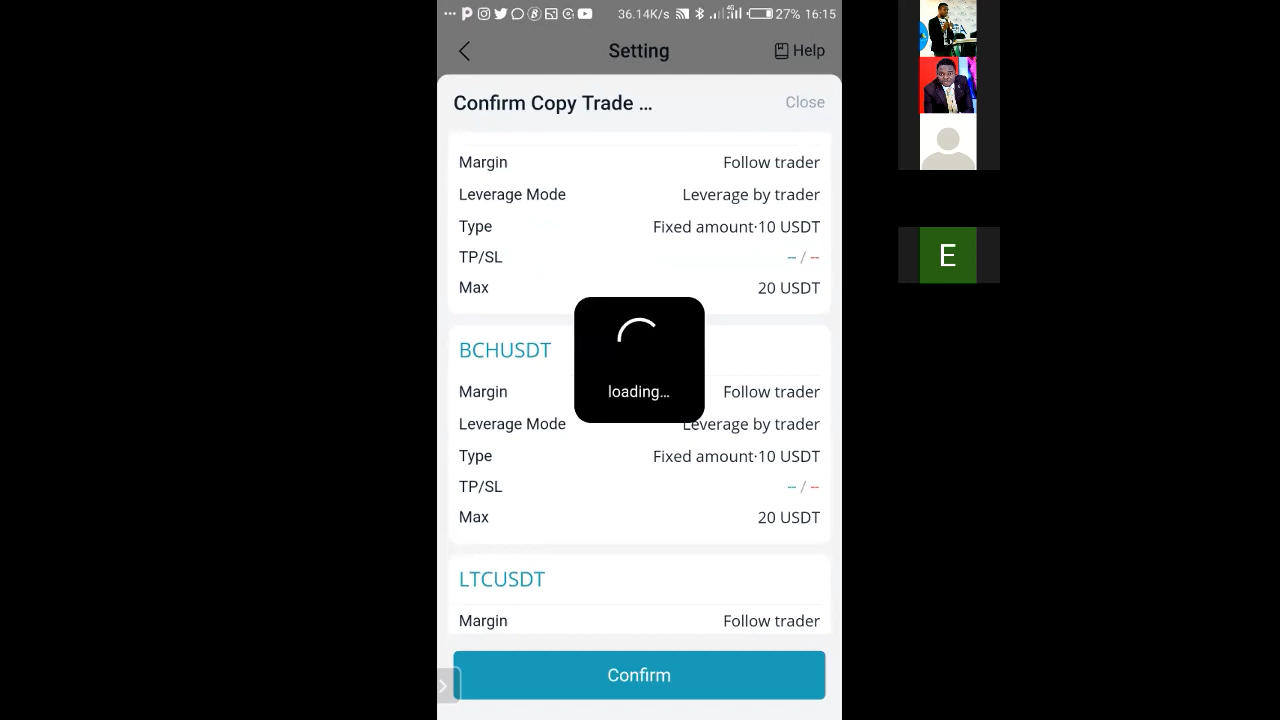 36.14K/s 4G 27% 16:15
Setting Help
Confirm Copy Trade ... Close
Margin Follow trader
Leverage Mode Leverage by trader
Type Fixed amount·10 USDT
TP/SL -- / --
Max 20 USDT
BCHUSDT
loading...
Margin Follow trader
Leverage Mode Leverage by trader
Type Fixed amount·10 USDT
TP/SL -- / --
Max 20 USDT
LTCUSDT
Margin Follow trader
Confirm
E